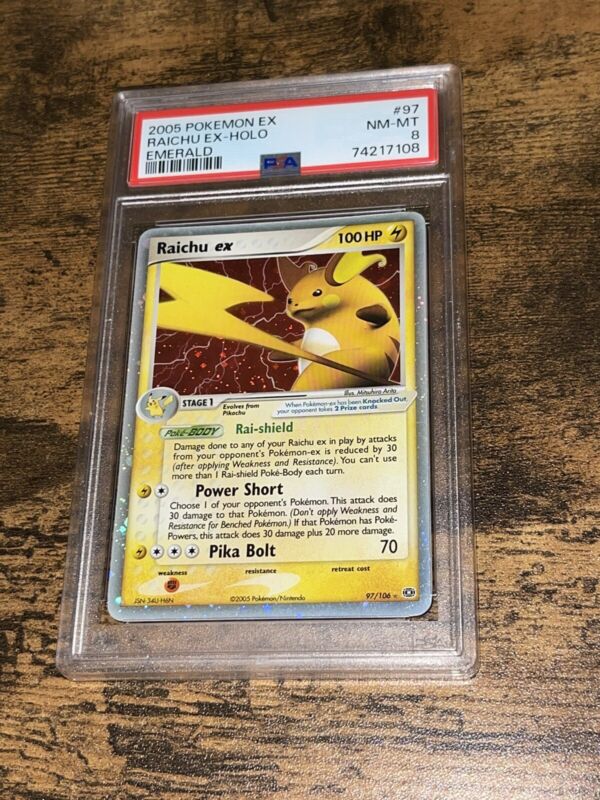 2005 POKEMON EX #97
RAICHU EX-HOLO NM-MT
EMERALD 8
74217108
PSA
Raichu ex 100 HP
Illus. Mitsuhiro Arita
STAGE 1
Evolves from
Pikachu
When Pokémon-ex has been Knocked Out,
your opponent takes 2 Prize cards.
Poké-BODY Rai-shield
Damage done to any of your Raichu ex in play by attacks
from your opponent's Pokémon-ex is reduced by 30
(after applying Weakness and Resistance). You can't use
more than 1 Rai-shield Poké-Body each turn.
Power Short
Choose 1 of your opponent's Pokémon. This attack does
30 damage to that Pokémon. (Don't apply Weakness and
Resistance for Benched Pokémon.) If that Pokémon has Poké-
Powers, this attack does 30 damage plus 20 more damage.
Pika Bolt 70
weakness resistance retreat cost
JSN-34U-H6N ©2005 Pokémon/Nintendo 97/106